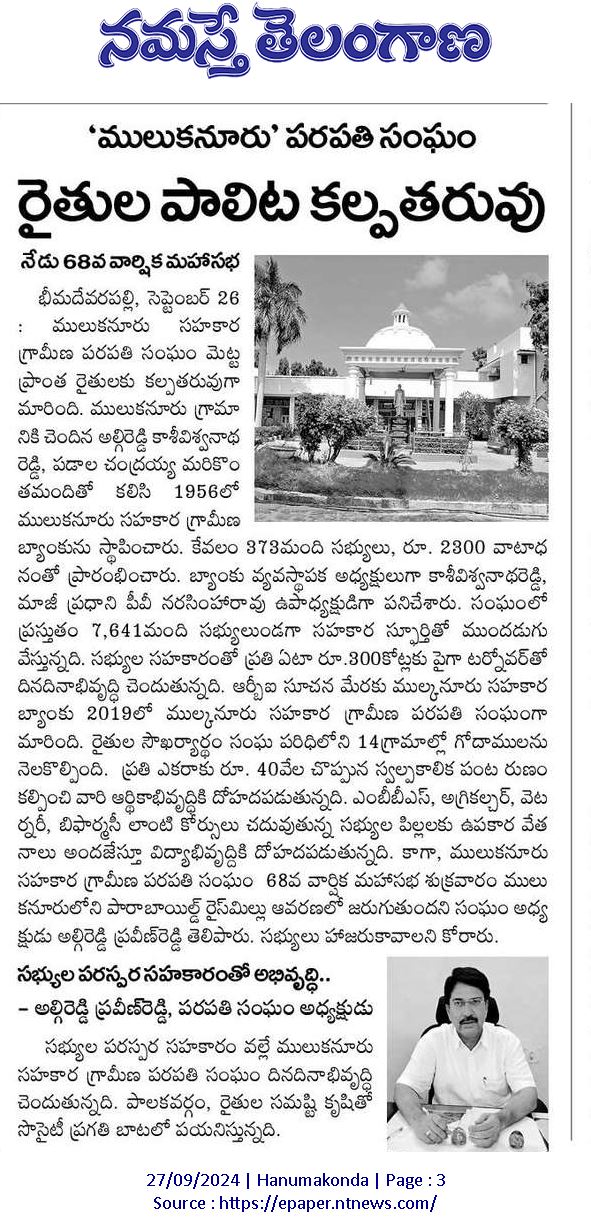 నమస్తే తెలంగాణ
‘ములుకనూరు’ పరపతి సంఘం
రైతుల పాలిట కల్పతరువు
నేడు 68వ వార్షిక మహాసభ
భీమదేవరపల్లి, సెప్టెంబర్ 26
: ములుకనూరు సహకార
గ్రామీణ పరపతి సంఘం మెట్ట
ప్రాంత రైతులకు కల్పతరువుగా
మారింది. ములుకనూరు గ్రామా
నికి చెందిన అల్గిరెడ్డి కాశీవిశ్వనాథ
రెడ్డి, పడాల చంద్రయ్య మరికొం
తమందితో కలిసి 1956లో
ములుకనూరు సహకార గ్రామీణ
బ్యాంకును స్థాపించారు. కేవలం 373మంది సభ్యులు, రూ. 2300 వాటాధ
నంతో ప్రారంభించారు. బ్యాంకు వ్యవస్థాపక అధ్యక్షులుగా కాశీవిశ్వనాథరెడ్డి,
మాజీ ప్రధాని పీవీ నరసింహారావు ఉపాధ్యక్షుడిగా పనిచేశారు. సంఘంలో
ప్రస్తుతం 7,641మంది సభ్యులుండగా సహకార స్ఫూర్తితో ముందడుగు
వేస్తున్నది. సభ్యుల సహకారంతో ప్రతి ఏటా రూ.300కోట్లకు పైగా టర్నోవర్‌తో
దినదినాభివృద్ధి చెందుతున్నది. ఆర్బీఐ సూచన మేరకు ముల్కనూరు సహకార
బ్యాంకు 2019లో ముల్కనూరు సహకార గ్రామీణ పరపతి సంఘంగా
మారింది. రైతుల సౌఖర్యార్థం సంఘ పరిధిలోని 14గ్రామాల్లో గోదాములను
నెలకొల్పింది. ప్రతి ఎకరాకు రూ. 40వేల చొప్పున స్వల్పకాలిక పంట రుణం
కల్పించి వారి ఆర్థికాభివృద్ధికి దోహదపడుతున్నది. ఎంబీబీఎస్, అగ్రికల్చర్, వెట
ర్నరీ, బిఫార్మసీ లాంటి కోర్సులు చదువుతున్న సభ్యుల పిల్లలకు ఉపకార వేత
నాలు అందజేస్తూ విద్యాభివృద్దికి దోహదపడుతున్నది. కాగా, ములుకనూరు
సహకార గ్రామీణ పరపతి సంఘం 68వ వార్షిక మహాసభ శుక్రవారం ములు
కనూరులోని పారాబాయిల్డ్ రైస్‌మిల్లు ఆవరణలో జరుగుతుందని సంఘం అధ్య
క్షుడు అల్గిరెడ్డి ప్రవీణ్‌రెడ్డి తెలిపారు. సభ్యులు హాజరుకావాలని కోరారు.
సభ్యుల పరస్పర సహకారంతో అభివృద్ధి..
– అల్గిరెడ్డి ప్రవీణ్‌రెడ్డి, పరపతి సంఘం అధ్యక్షుడు
సభ్యుల పరస్పర సహకారం వల్లే ములుకనూరు
సహకార గ్రామీణ పరపతి సంఘం దినదినాభివృద్ధి
చెందుతున్నది. పాలకవర్గం, రైతుల సమష్టి కృషితో
సొసైటీ ప్రగతి బాటలో పయనిస్తున్నది.
27/09/2024 | Hanumakonda | Page : 3
Source : https://epaper.ntnews.com/